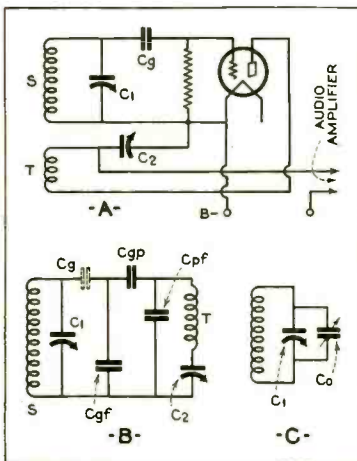 S
C1
Cg
C2
T
-A-
B-
AUDIO
AMPLIFIER
Cg
Cgp
Cpf
C1
T
S
Cgf
C2
-B-
C1
Co
-C-